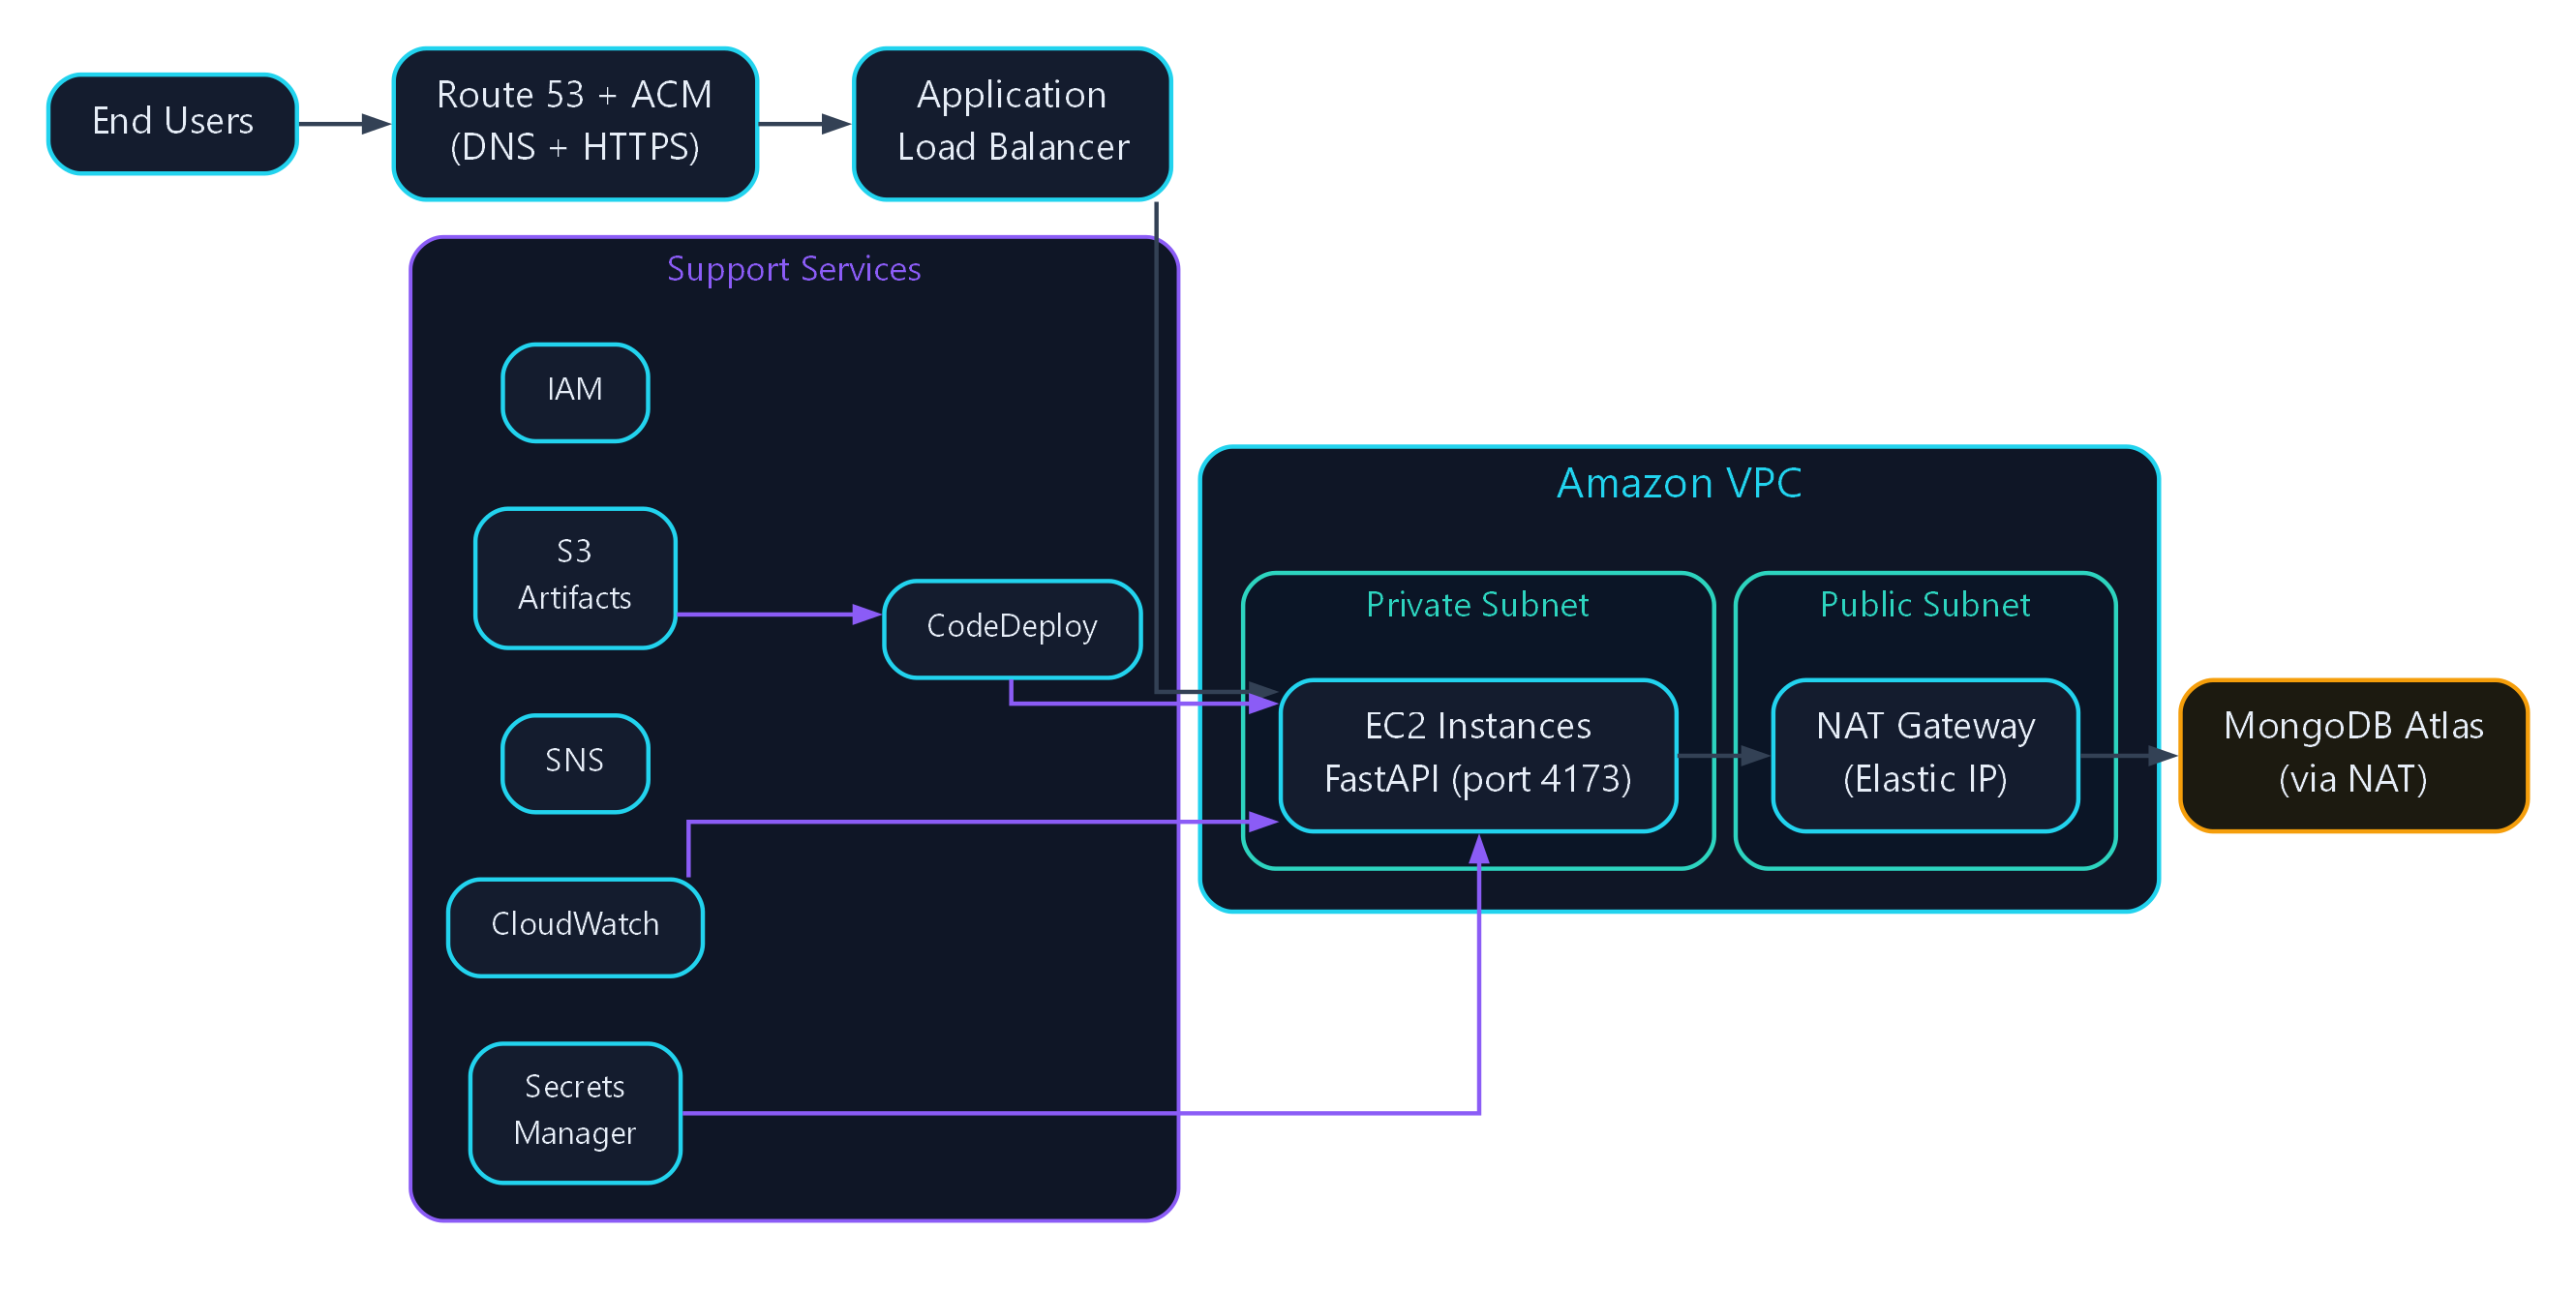 End Users
Route 53 + ACM
(DNS + HTTPS)
Application
Load Balancer
Support Services
IAM
S3
Artifacts
CodeDeploy
SNS
CloudWatch
Secrets
Manager
Amazon VPC
Private Subnet
EC2 Instances
FastAPI (port 4173)
Public Subnet
NAT Gateway
(Elastic IP)
MongoDB Atlas
(via NAT)